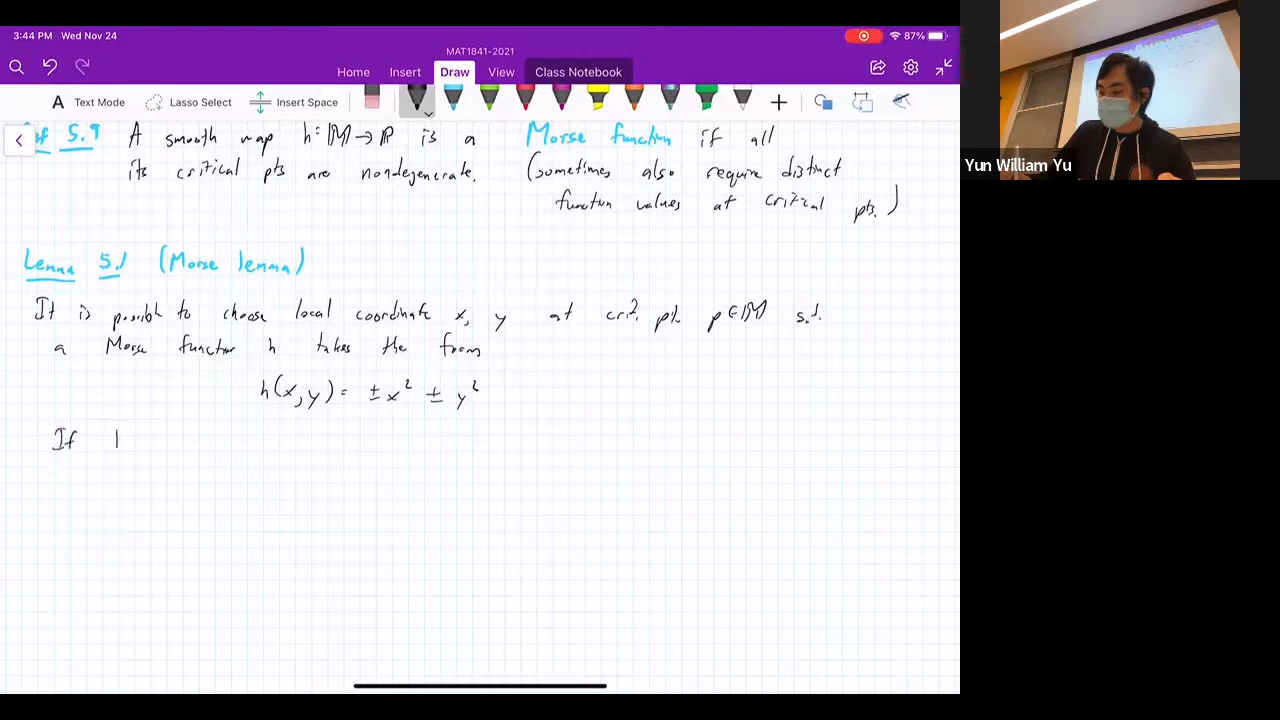 3:44 PM Wed Nov 24
87%
MAT1841-2021
Home Insert Draw View Class Notebook
A Text Mode Lasso Select Insert Space
Def 5.9 A smooth map h: M → R is a Morse function if all
its critical pts are nondegenerate. (sometimes also require distinct
function values at critical pts.)
Lemma 5.1 (Morse lemma)
It is possible to choose local coordinate x, y at crit. pt. p ∈ M s.t.
a Morse function h takes the form
h(x,y) = ± x² ± y²
If
Yun William Yu